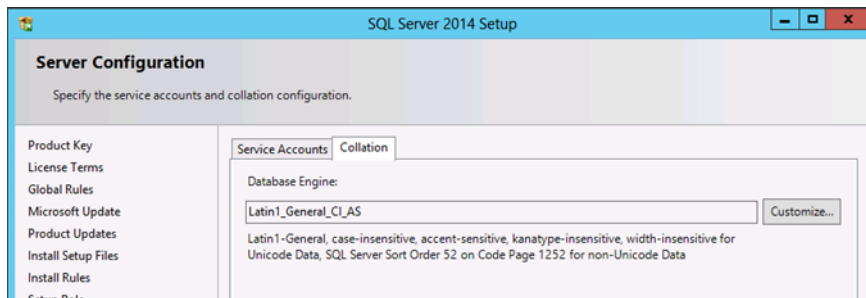 SQL Server 2014 Setup
Server Configuration
Specify the service accounts and collation configuration.
Product Key
License Terms
Global Rules
Microsoft Update
Product Updates
Install Setup Files
Install Rules
Service Accounts
Collation
Database Engine:
Latin1_General_CI_AS
Customize...
Latin1-General, case-insensitive, accent-sensitive, kanatype-insensitive, width-insensitive for
Unicode Data, SQL Server Sort Order 52 on Code Page 1252 for non-Unicode Data